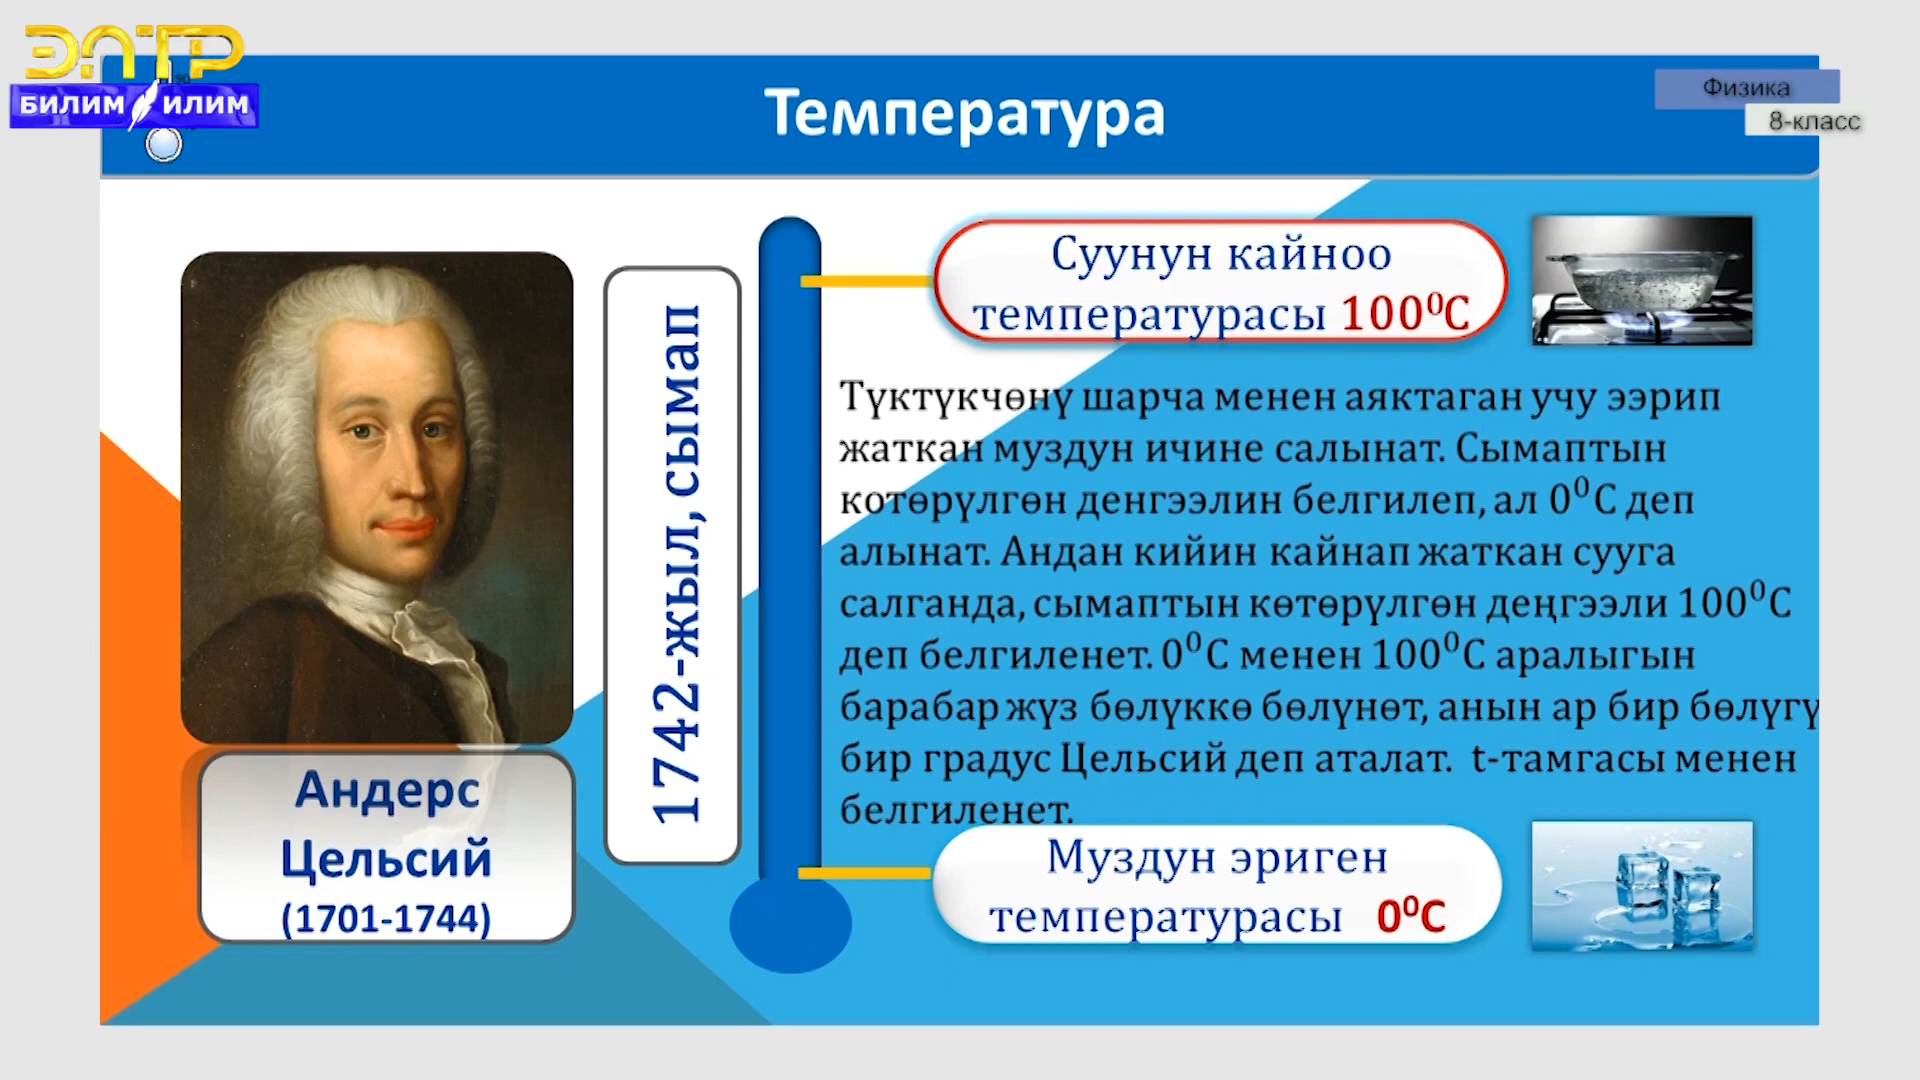 ЭЛТР
БИЛИМ ИЛИМ
Температура
Физика
8-класс
Суунун кайноо
температурасы 100⁰С
1742-жыл, сымап
Түктүкчөнү шарча менен аяктаган учу ээрип
жаткан муздун ичине салынат. Сымаптын
көтөрүлгөн денгээлин белгилеп, ал 0⁰С деп
алынат. Андан кийин кайнап жаткан сууга
салганда, сымаптын көтөрүлгөн деңгээли 100⁰С
деп белгиленет. 0⁰С менен 100⁰С аралыгын
барабар жүз бөлүккө бөлүнөт, анын ар бир бөлүгү
бир градус Цельсий деп аталат. t-тамгасы менен
белгиленет.
Андерс
Цельсий
(1701-1744)
Муздун эриген
температурасы 0⁰С